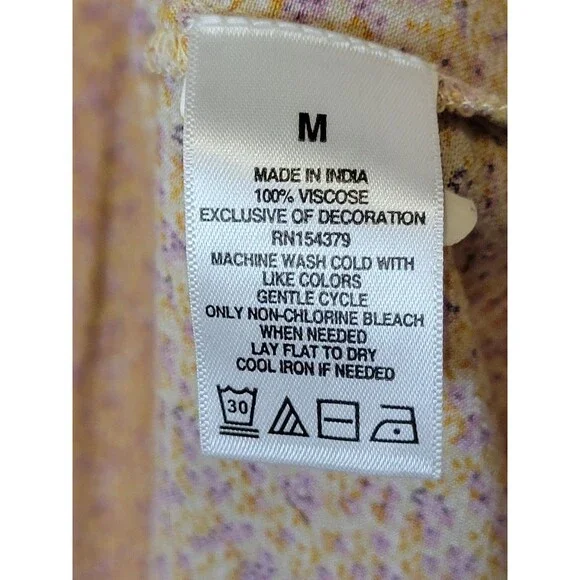 M
MADE IN INDIA
100% VISCOSE
EXCLUSIVE OF DECORATION
RN154379
MACHINE WASH COLD WITH
LIKE COLORS
GENTLE CYCLE
ONLY NON-CHLORINE BLEACH
WHEN NEEDED
LAY FLAT TO DRY
COOL IRON IF NEEDED
30